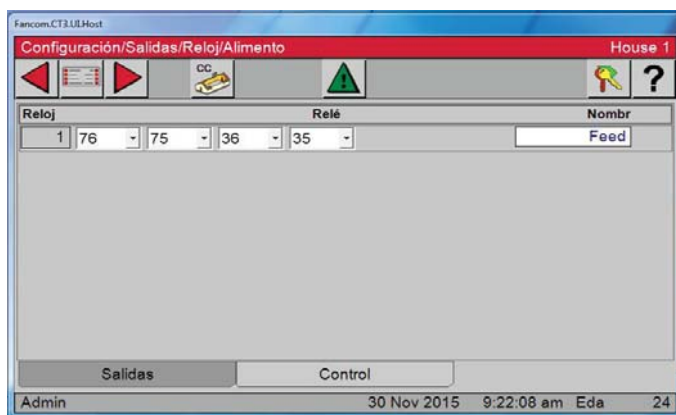 Fancom.CT3.UI.Host
Configuración/Salidas/Reloj/Alimento House 1
CC ?
Reloj Relé Nombr
1 76 75 36 35 Feed
Salidas Control
Admin 30 Nov 2015 9:22:08 am Eda 24